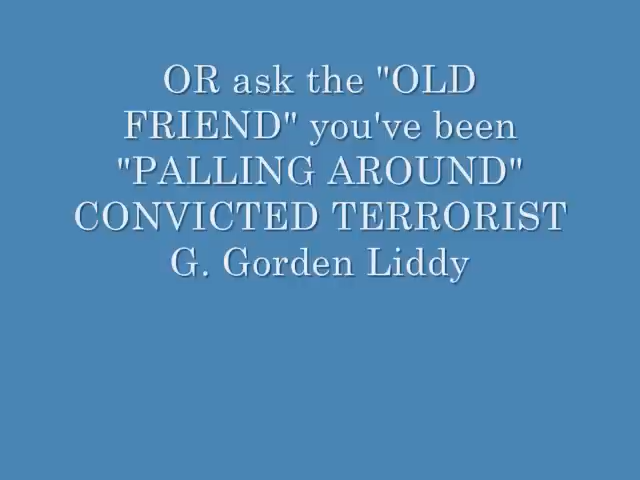 OR ask the "OLD
FRIEND" you've been
"PALLING AROUND"
CONVICTED TERRORIST
G. Gorden Liddy